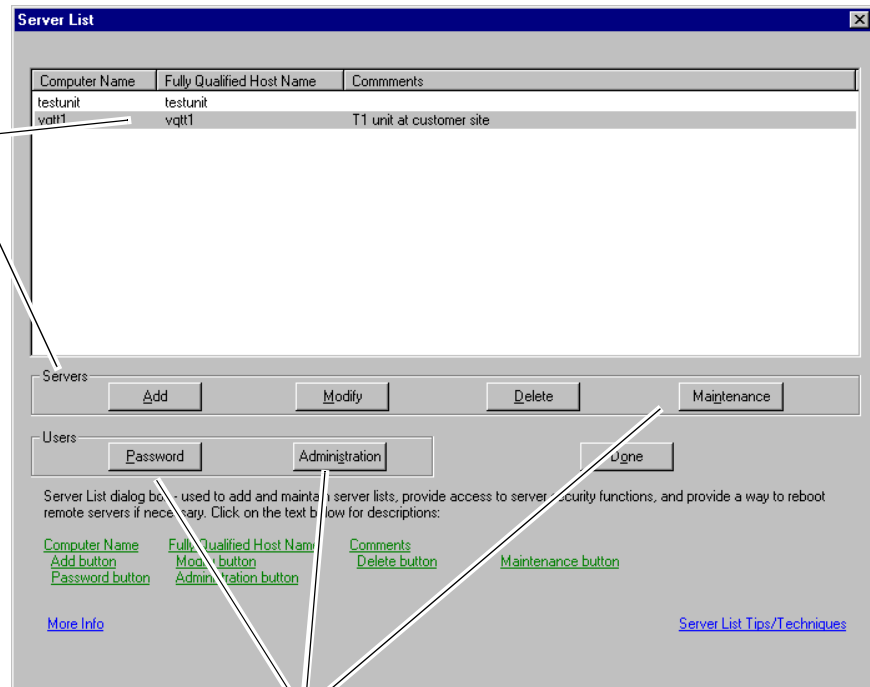 Server List
Computer Name Fully Qualified Host Name Commments
testunit testunit
vqtt1 vqtt1 T1 unit at customer site
Servers
Add Modify Delete Maintenance
Users
Password Administration Done
Server List dialog box - used to add and maintain server lists, provide access to server security functions, and provide a way to reboot
remote servers if necessary. Click on the text below for descriptions:
Computer Name Fully Qualified Host Name Comments
Add button Modify button Delete button Maintenance button
Password button Administration button
More Info Server List Tips/Techniques